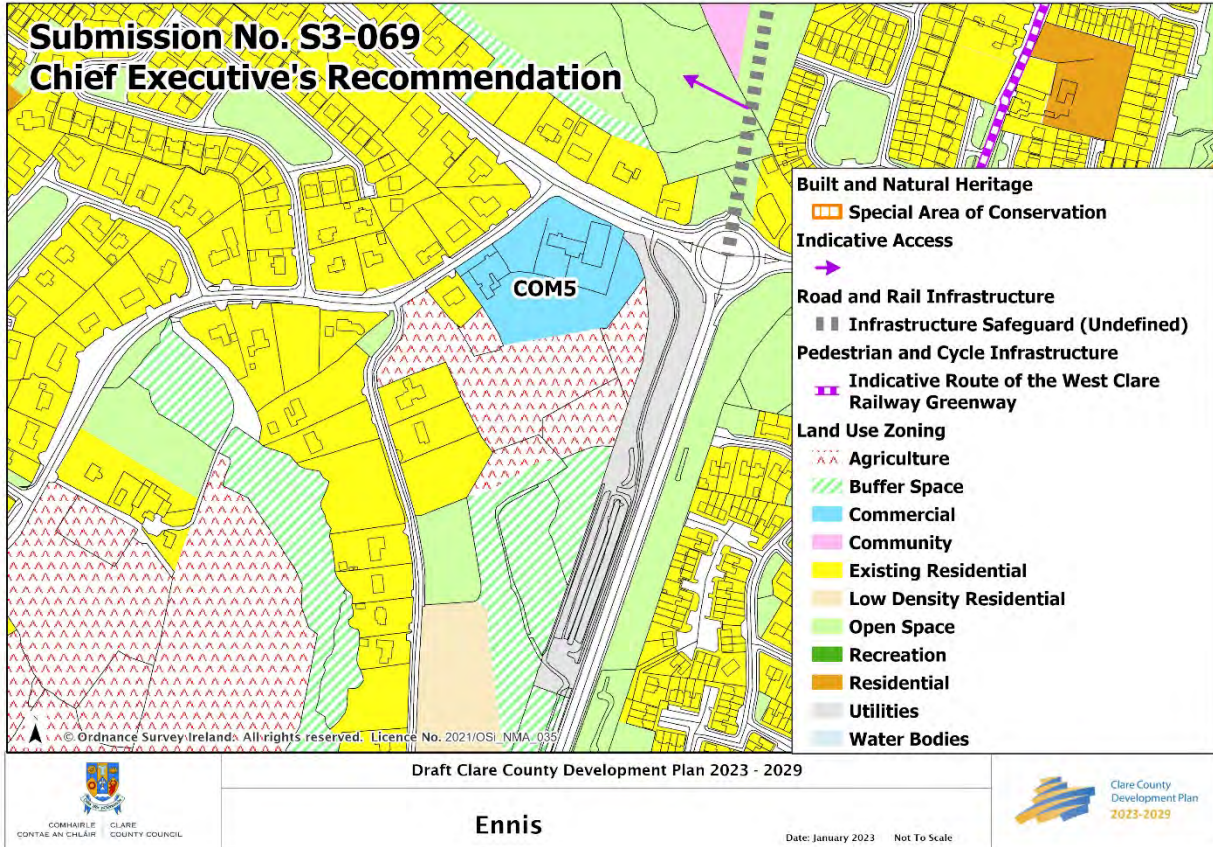 Submission No. S3-069
Chief Executive's Recommendation
COM5
Built and Natural Heritage
Special Area of Conservation
Indicative Access
Road and Rail Infrastructure
Infrastructure Safeguard (Undefined)
Pedestrian and Cycle Infrastructure
Indicative Route of the West Clare
Railway Greenway
Land Use Zoning
Agriculture
Buffer Space
Commercial
Community
Existing Residential
Low Density Residential
Open Space
Recreation
Residential
Utilities
Water Bodies
© Ordnance Survey Ireland. All rights reserved. Licence No. 2021/OSi_NMA_035
COMHAIRLE CLARE
CONTAE AN CHLÁIR COUNTY COUNCIL
Draft Clare County Development Plan 2023 - 2029
Ennis
Date: January 2023 Not To Scale
Clare County
Development Plan
2023-2029